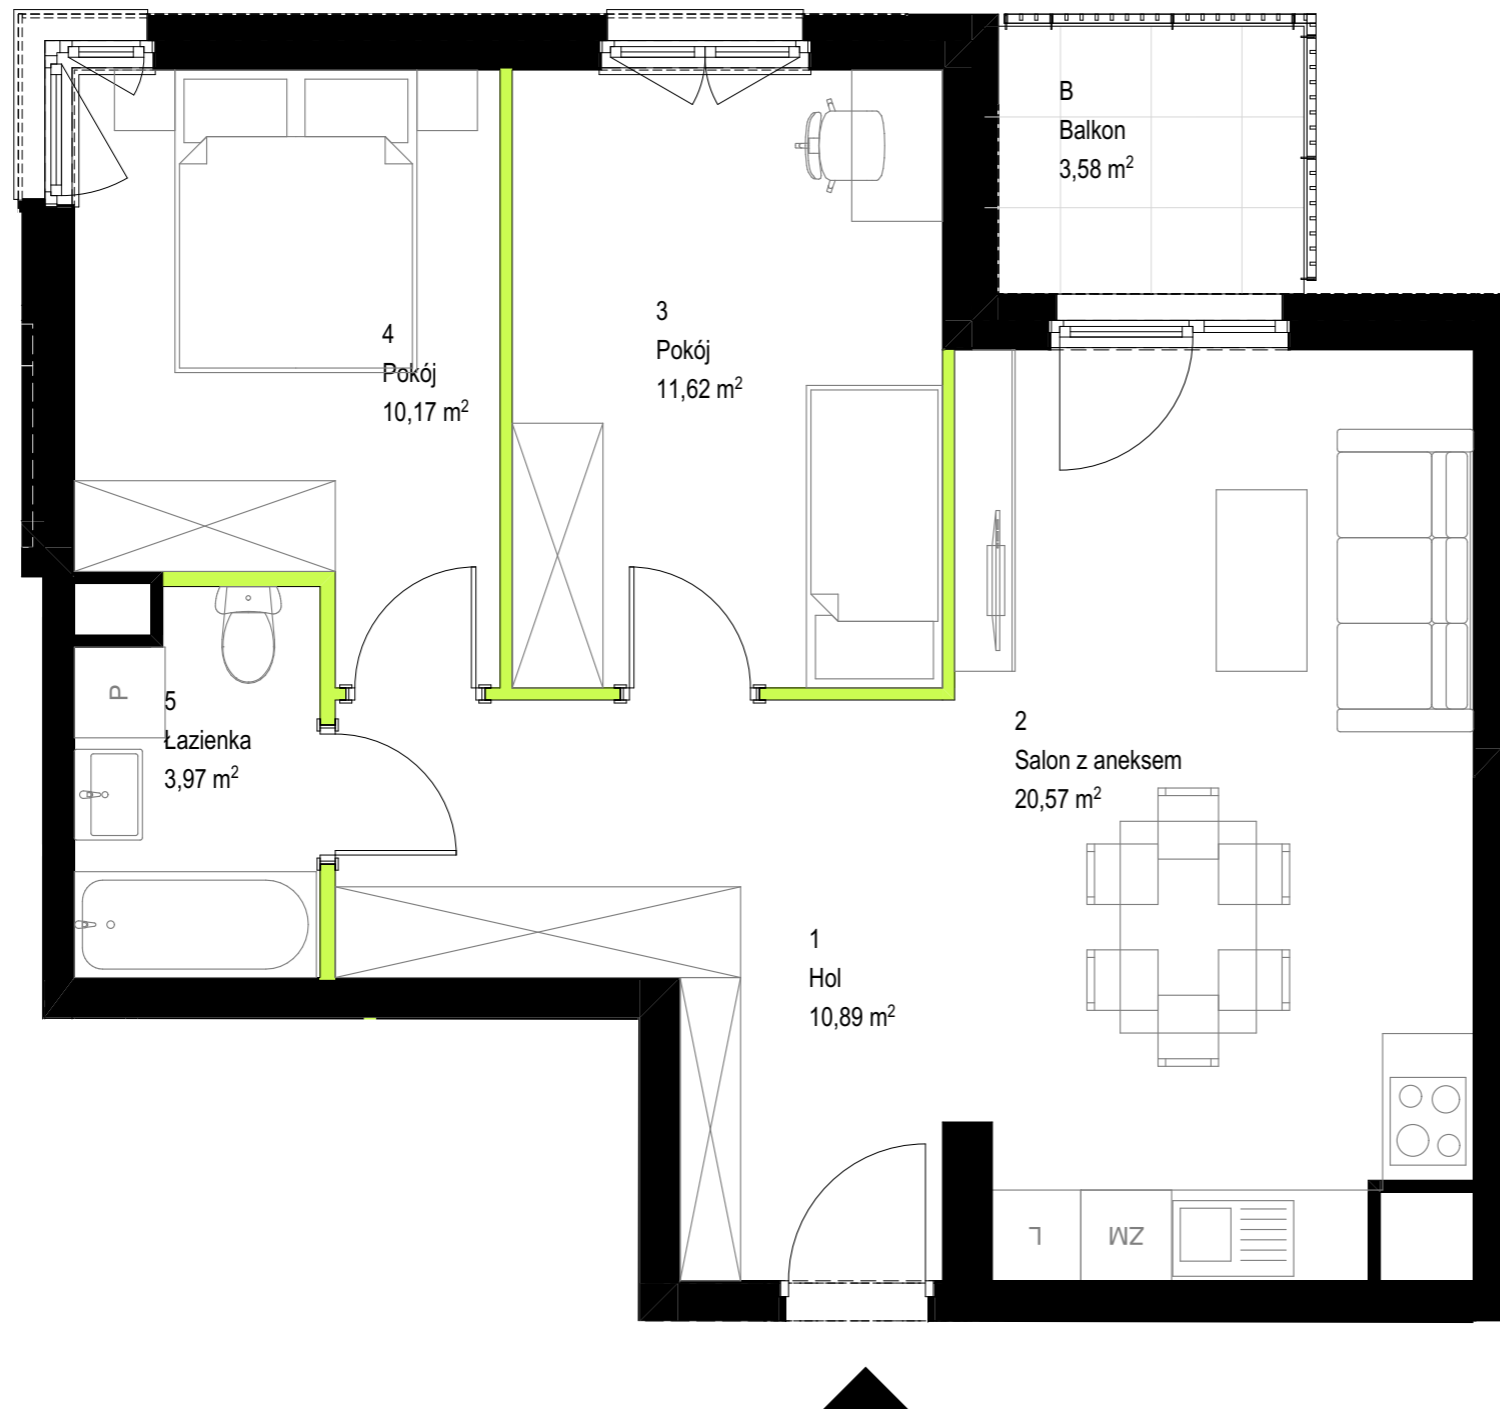 B
Balkon
3,58 m²
3
Pokój
11,62 m²
4
Pokój
10,17 m²
P
5
Łazienka
3,97 m²
2
Salon z aneksem
20,57 m²
1
Hol
10,89 m²
L
ZM